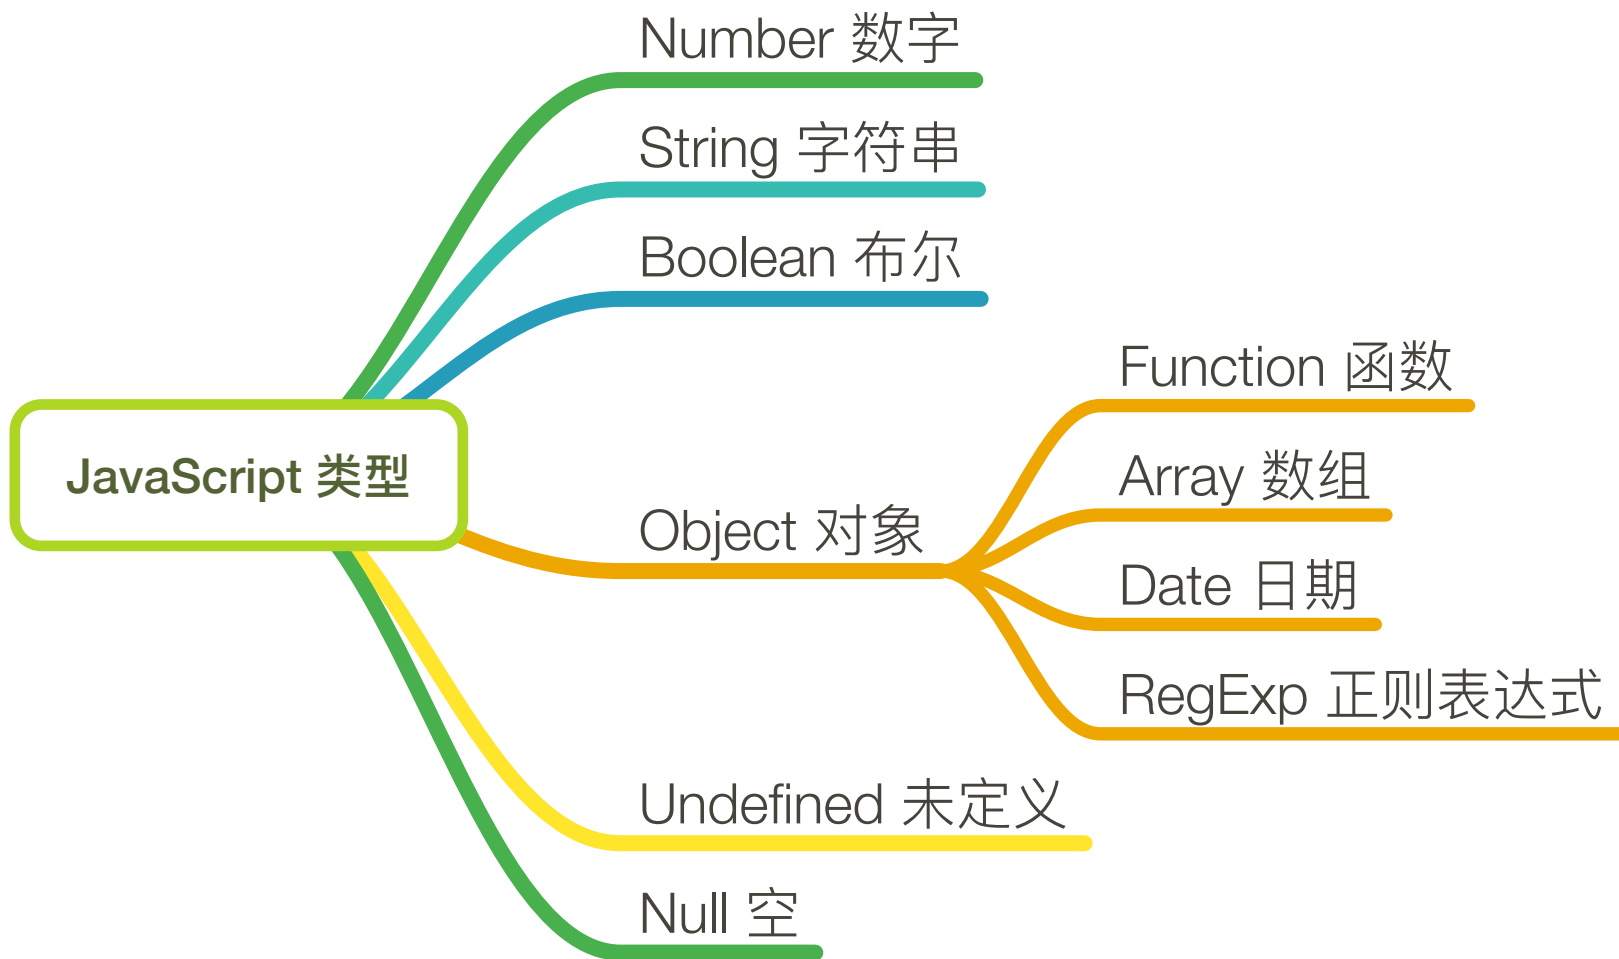 JavaScript 类型
Number 数字
String 字符串
Boolean 布尔
Object 对象
Function 函数
Array 数组
Date 日期
RegExp 正则表达式
Undefined 未定义
Null 空